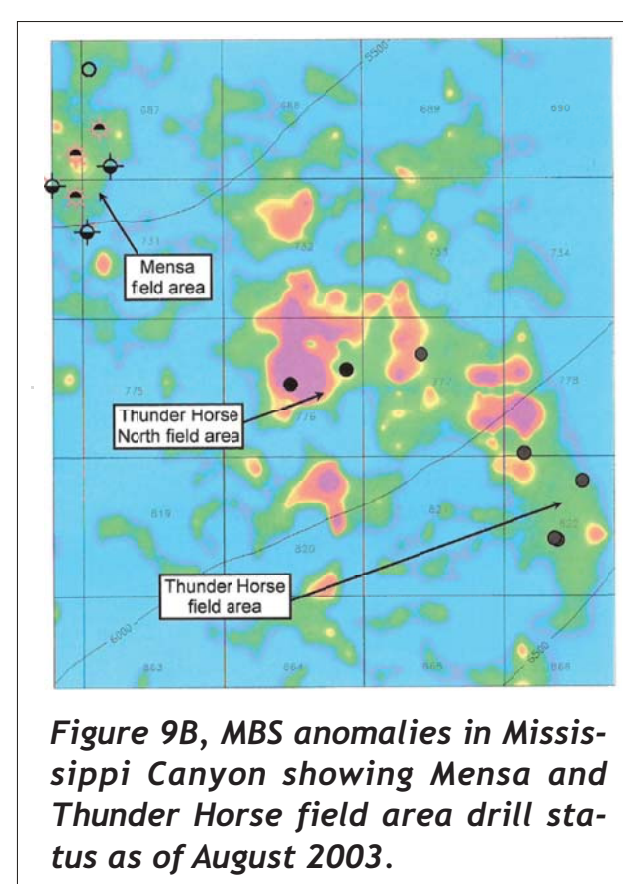 5500
687
688
689
690
731
732
733
734
Mensa
feld area
775
776
777
778
Thunder Horse
North field area
819
820
822
Thunder Horse
field area
6000
6500
863
864
865
866
Figure 9B, MBS anomalies in Missis-
sippi Canyon showing Mensa and
Thunder Horse field area drill sta-
tus as of August 2003.